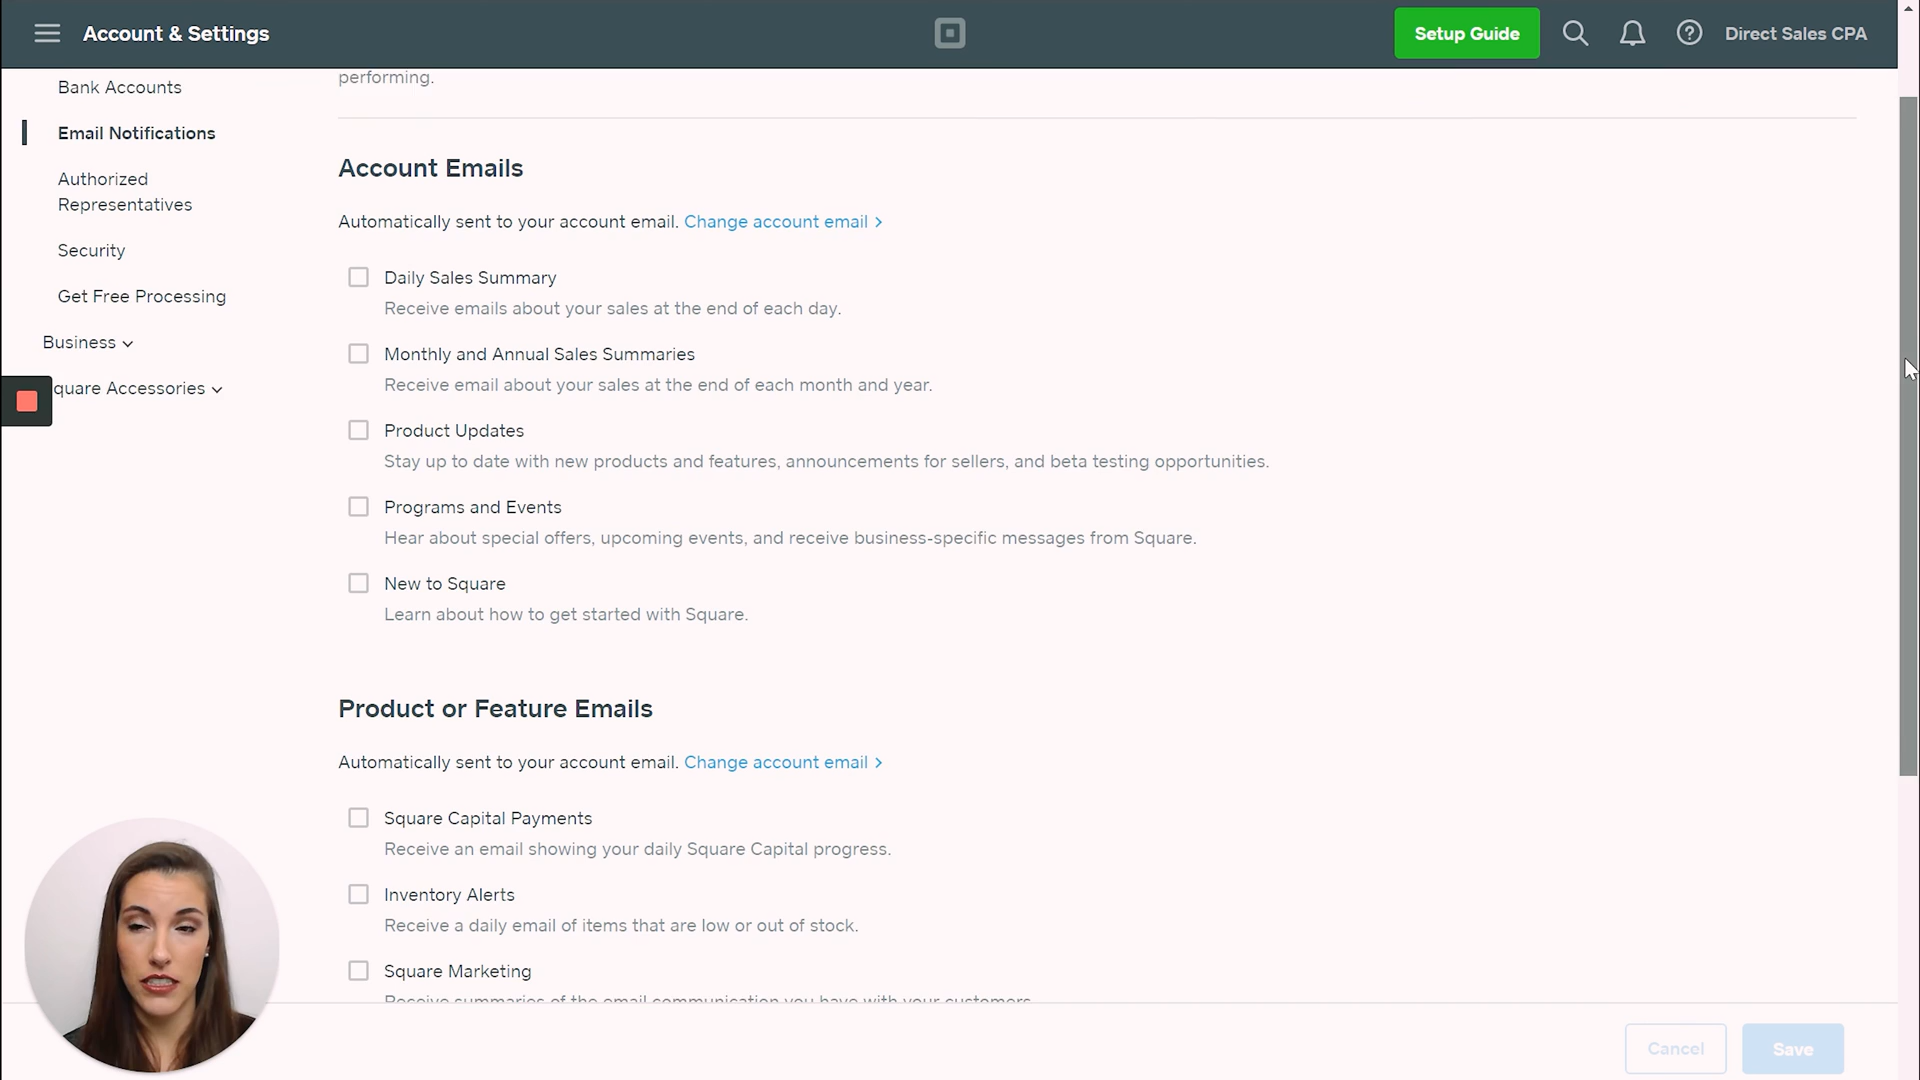 Account & Settings
Setup Guide
Direct Sales CPA
Bank Accounts
Email Notifications
Authorized
Representatives
Security
Get Free Processing
Business
quare Accessories
performing.
Account Emails
Automatically sent to your account email. Change account email >
Daily Sales Summary
Receive emails about your sales at the end of each day.
Monthly and Annual Sales Summaries
Receive email about your sales at the end of each month and year.
Product Updates
Stay up to date with new products and features, announcements for sellers, and beta testing opportunities.
Programs and Events
Hear about special offers, upcoming events, and receive business-specific messages from Square.
New to Square
Learn about how to get started with Square.
Product or Feature Emails
Automatically sent to your account email. Change account email >
Square Capital Payments
Receive an email showing your daily Square Capital progress.
Inventory Alerts
Receive a daily email of items that are low or out of stock.
Square Marketing
Receive summaries of the email communication you have with your customers.
Cancel
Save